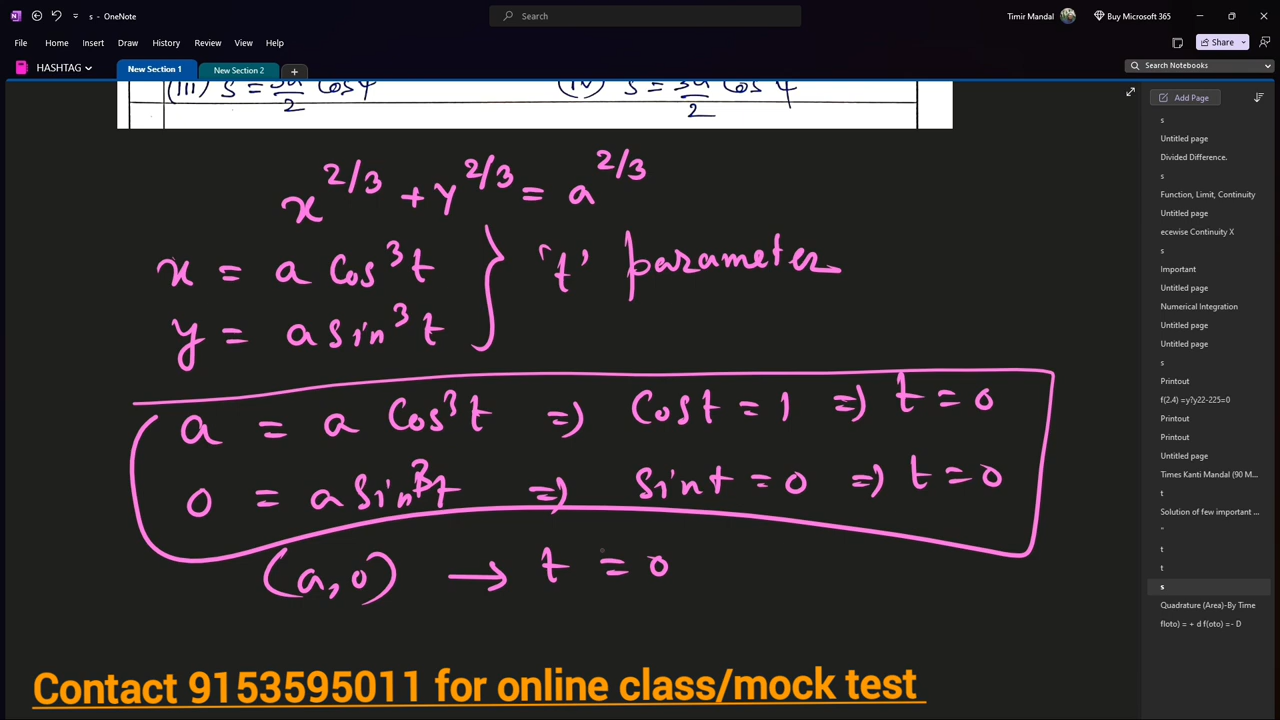 s - OneNote
Search
Timir Mandal
Buy Microsoft 365
File Home Insert Draw History Review View Help
Share
HASHTAG
New Section 1
New Section 2
+
Search Notebooks
Add Page
(III) s = 3a/2 cos ψ
x^2/3 + y^2/3 = a^2/3
x = a cos^3 t } 't' parameter
y = a sin^3 t
a = a cos^3 t => cos t = 1 => t = 0
0 = a sin^3 t => sin t = 0 => t = 0
(a, 0) → t = 0
Contact 9153595011 for online class/mock test
s
Untitled page
Divided Difference.
s
Function, Limit, Continuity
Untitled page
ecewise Continuity X
s
Important
Untitled page
Numerical Integration
Untitled page
Untitled page
s
Printout
f(2.4) =y?y22-225=0
Printout
Printout
Untitled page
Times Kanti Mandal (90 M...
t
Solution of few important ...
"
t
t
s
Quadrature (Area)-By Time
floto) = + d f(oto) =- D